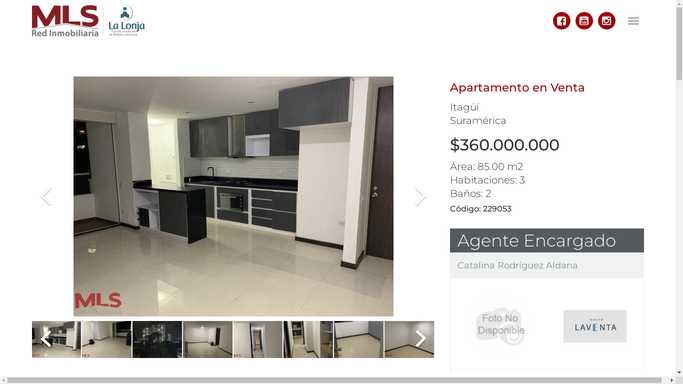 MLS
Red Inmobiliaria
La Lonja
Apartamento en Venta
Itagüí
Suramérica
$360.000.000
Área: 85.00 m2
Habitaciones: 3
Baños: 2
Código: 229053
Agente Encargado
Catalina Rodríguez Aldana
MLS
Foto No
Disponible
LAVENTA